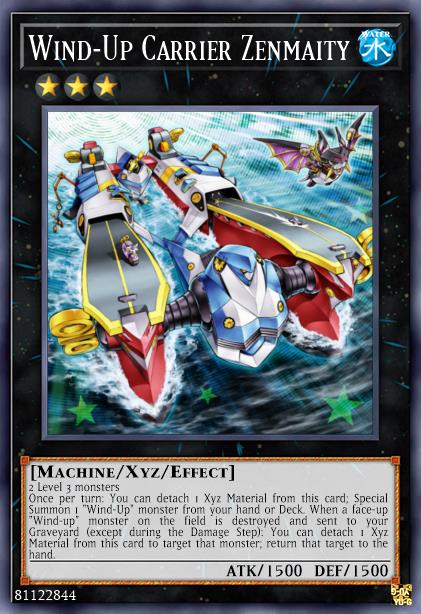 WIND-UP CARRIER ZENMAITY
WATER
水
[MACHINE/XYZ/EFFECT]
2 Level 3 monsters
Once per turn: You can detach 1 Xyz Material from this card; Special
Summon 1 "Wind-Up" monster from your hand or Deck. When a face-up
"Wind-up" monster on the field is destroyed and sent to your
Graveyard (except during the Damage Step): You can detach 1 Xyz
Material from this card to target that monster; return that target to the
hand.
ATK/1500 DEF/1500
81122844